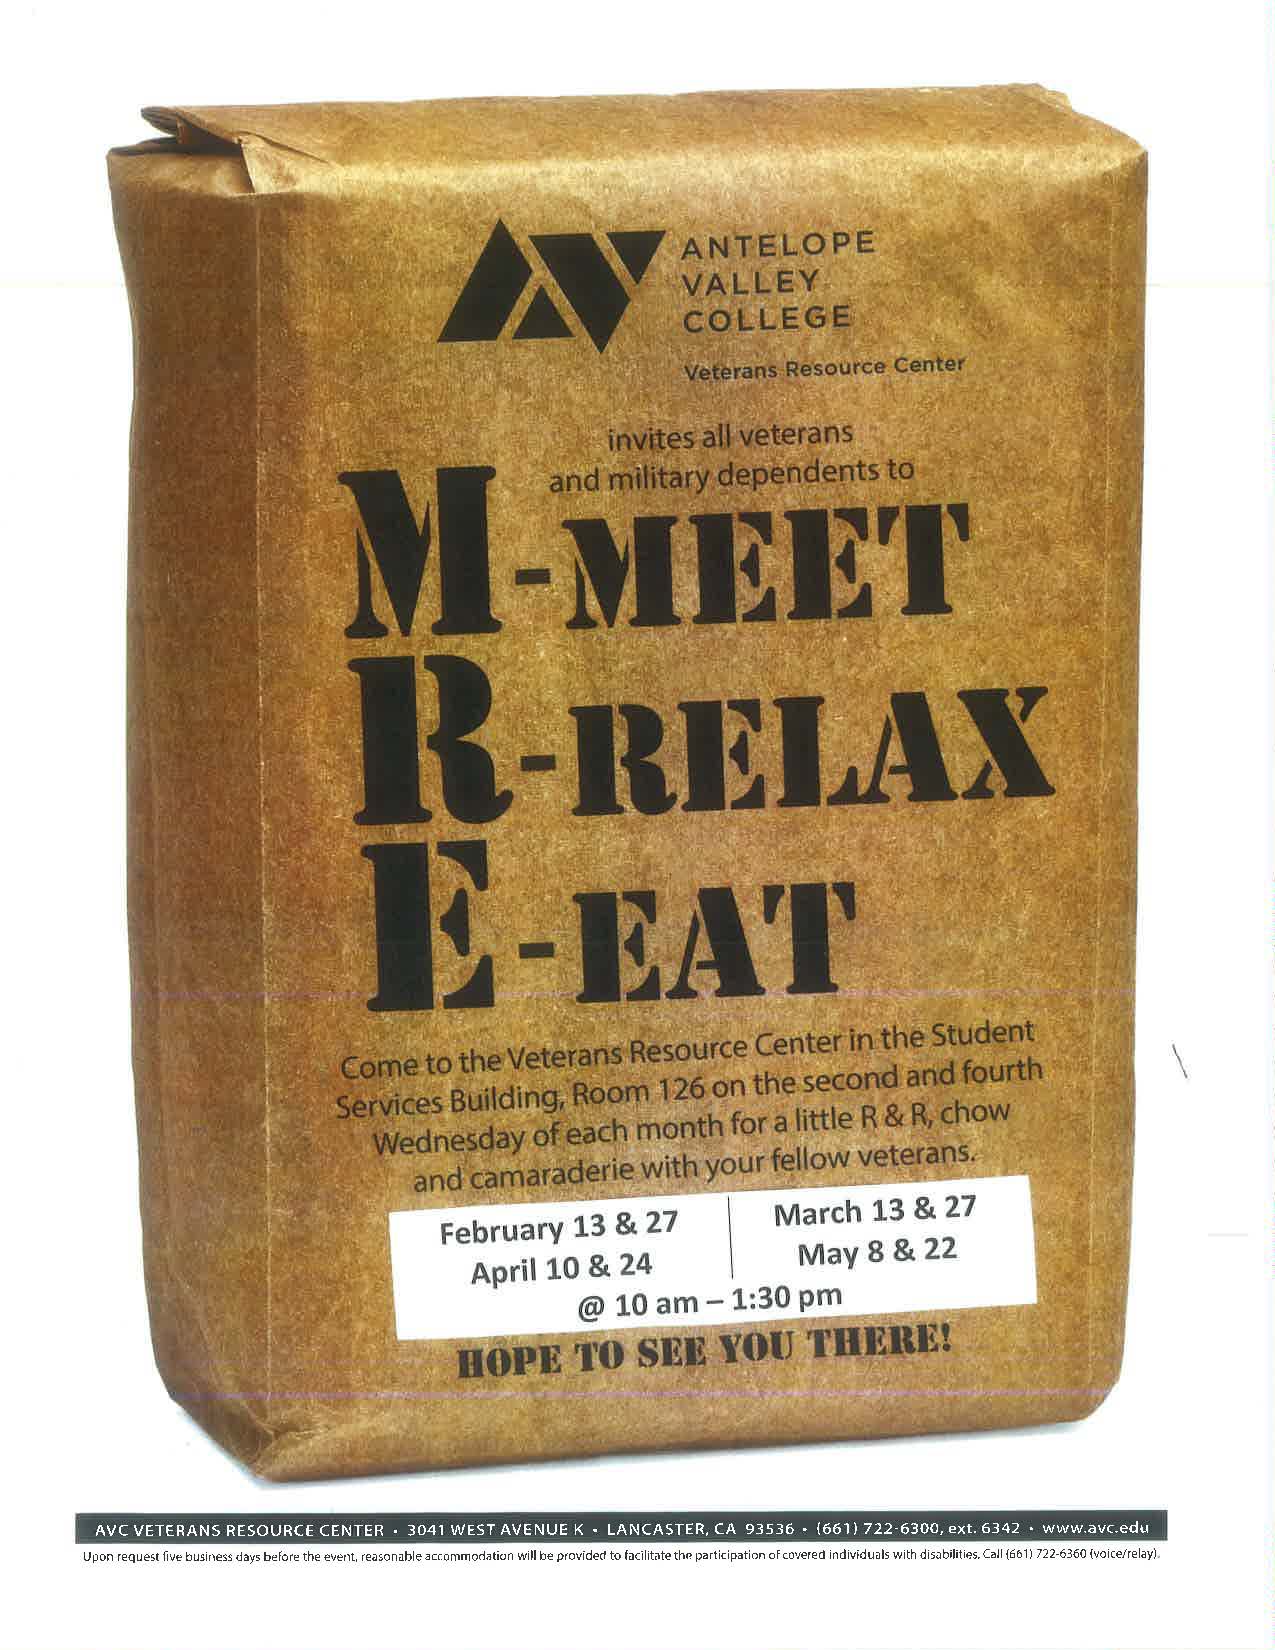 ANTELOPE
VALLEY
COLLEGE
Veterans Resource Center
invites all veterans
and military dependents to
M-MEET
R-RELAX
E-EAT
Come to the Veterans Resource Center in the Student
Services Building, Room 126 on the second and fourth
Wednesday of each month for a little R & R, chow
and camaraderie with your fellow veterans.
February 13 & 27 | March 13 & 27
April 10 & 24 | May 8 & 22
@ 10 am – 1:30 pm
HOPE TO SEE YOU THERE!
AVC VETERANS RESOURCE CENTER • 3041 WEST AVENUE K • LANCASTER, CA 93536 • (661) 722-6300, ext. 6342 • www.avc.edu
Upon request five business days before the event, reasonable accommodation will be provided to facilitate the participation of covered individuals with disabilities. Call (661) 722-6360 (voice/relay).